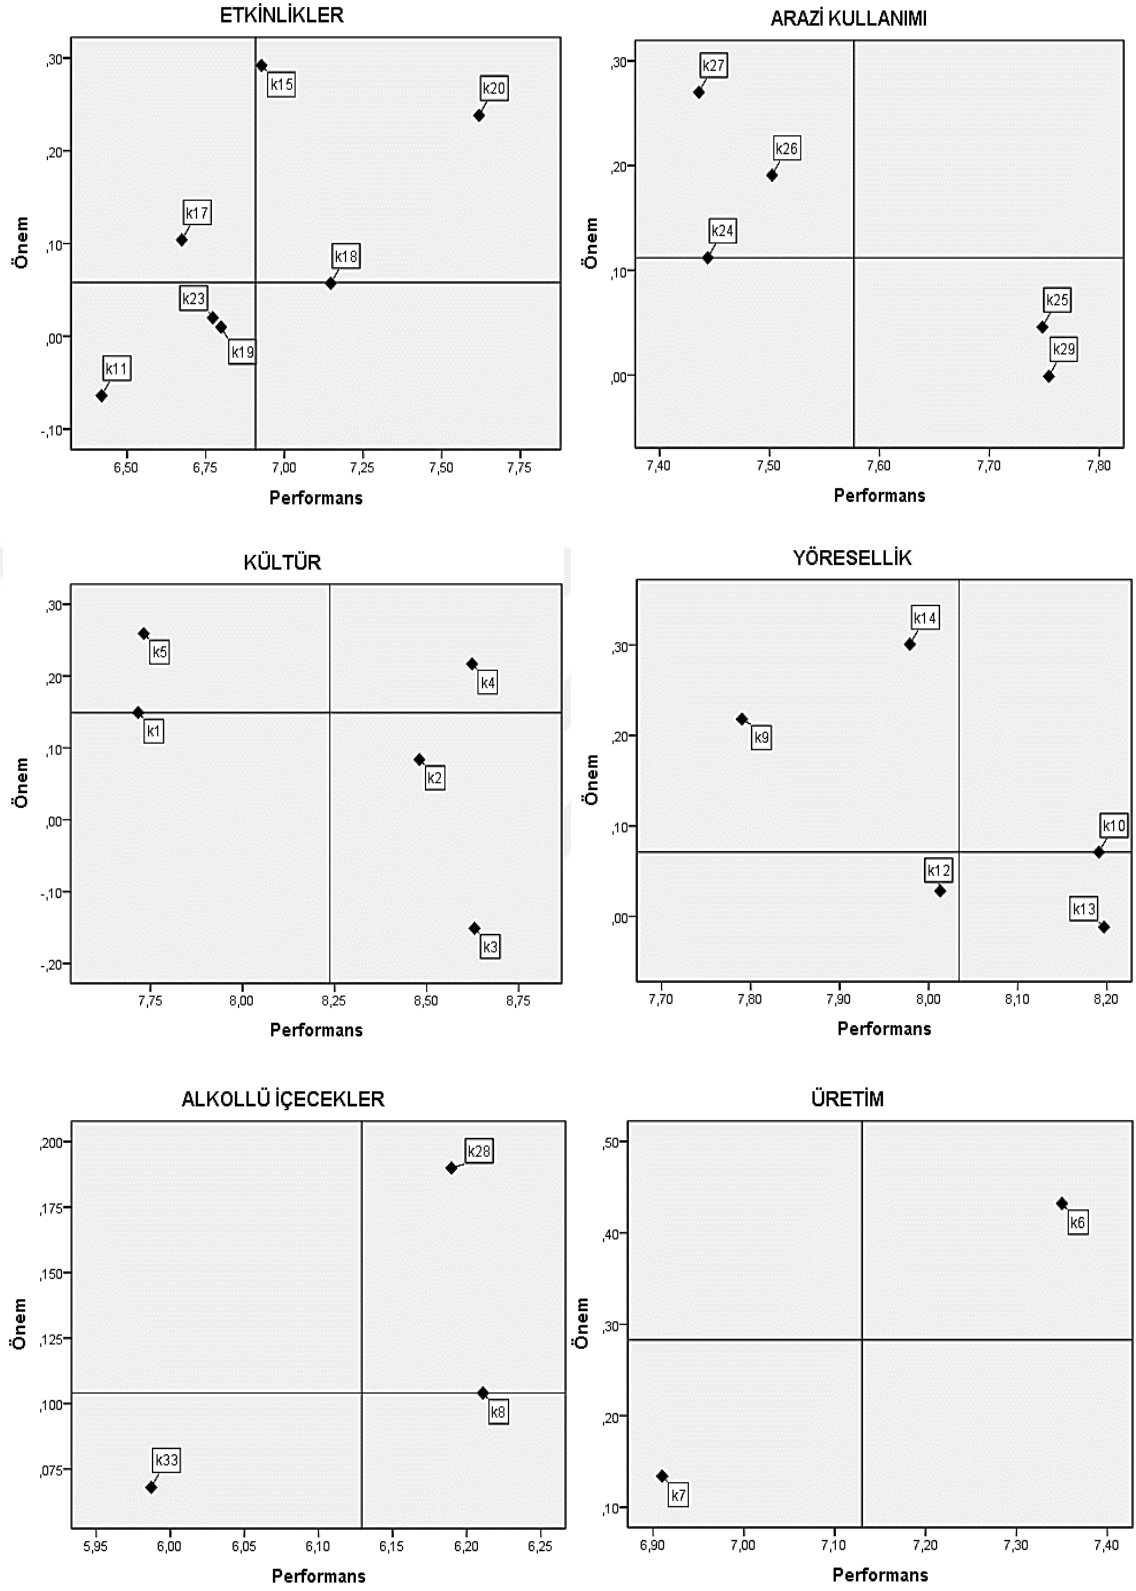 ETKİNLİKLER
,30
,20
,10
,00
-,10
Önem
k15
k20
k17
k18
k23
k19
k11
6,50 6,75 7,00 7,25 7,50 7,75
Performans
ARAZİ KULLANIMI
,30
,20
,10
,00
Önem
k27
k26
k24
k25
k29
7,40 7,50 7,60 7,70 7,80
Performans
KÜLTÜR
,30
,20
,10
,00
-,10
-,20
Önem
k5
k4
k1
k2
k3
7,75 8,00 8,25 8,50 8,75
Performans
YÖRESELLİK
,30
,20
,10
,00
Önem
k14
k9
k10
k12
k13
7,70 7,80 7,90 8,00 8,10 8,20
Performans
ALKOLLÜ İÇECEKLER
,200
,175
,150
,125
,100
,075
Önem
k28
k8
k33
5,95 6,00 6,05 6,10 6,15 6,20 6,25
Performans
ÜRETİM
,50
,40
,30
,20
,10
Önem
k6
k7
6,90 7,00 7,10 7,20 7,30 7,40
Performans